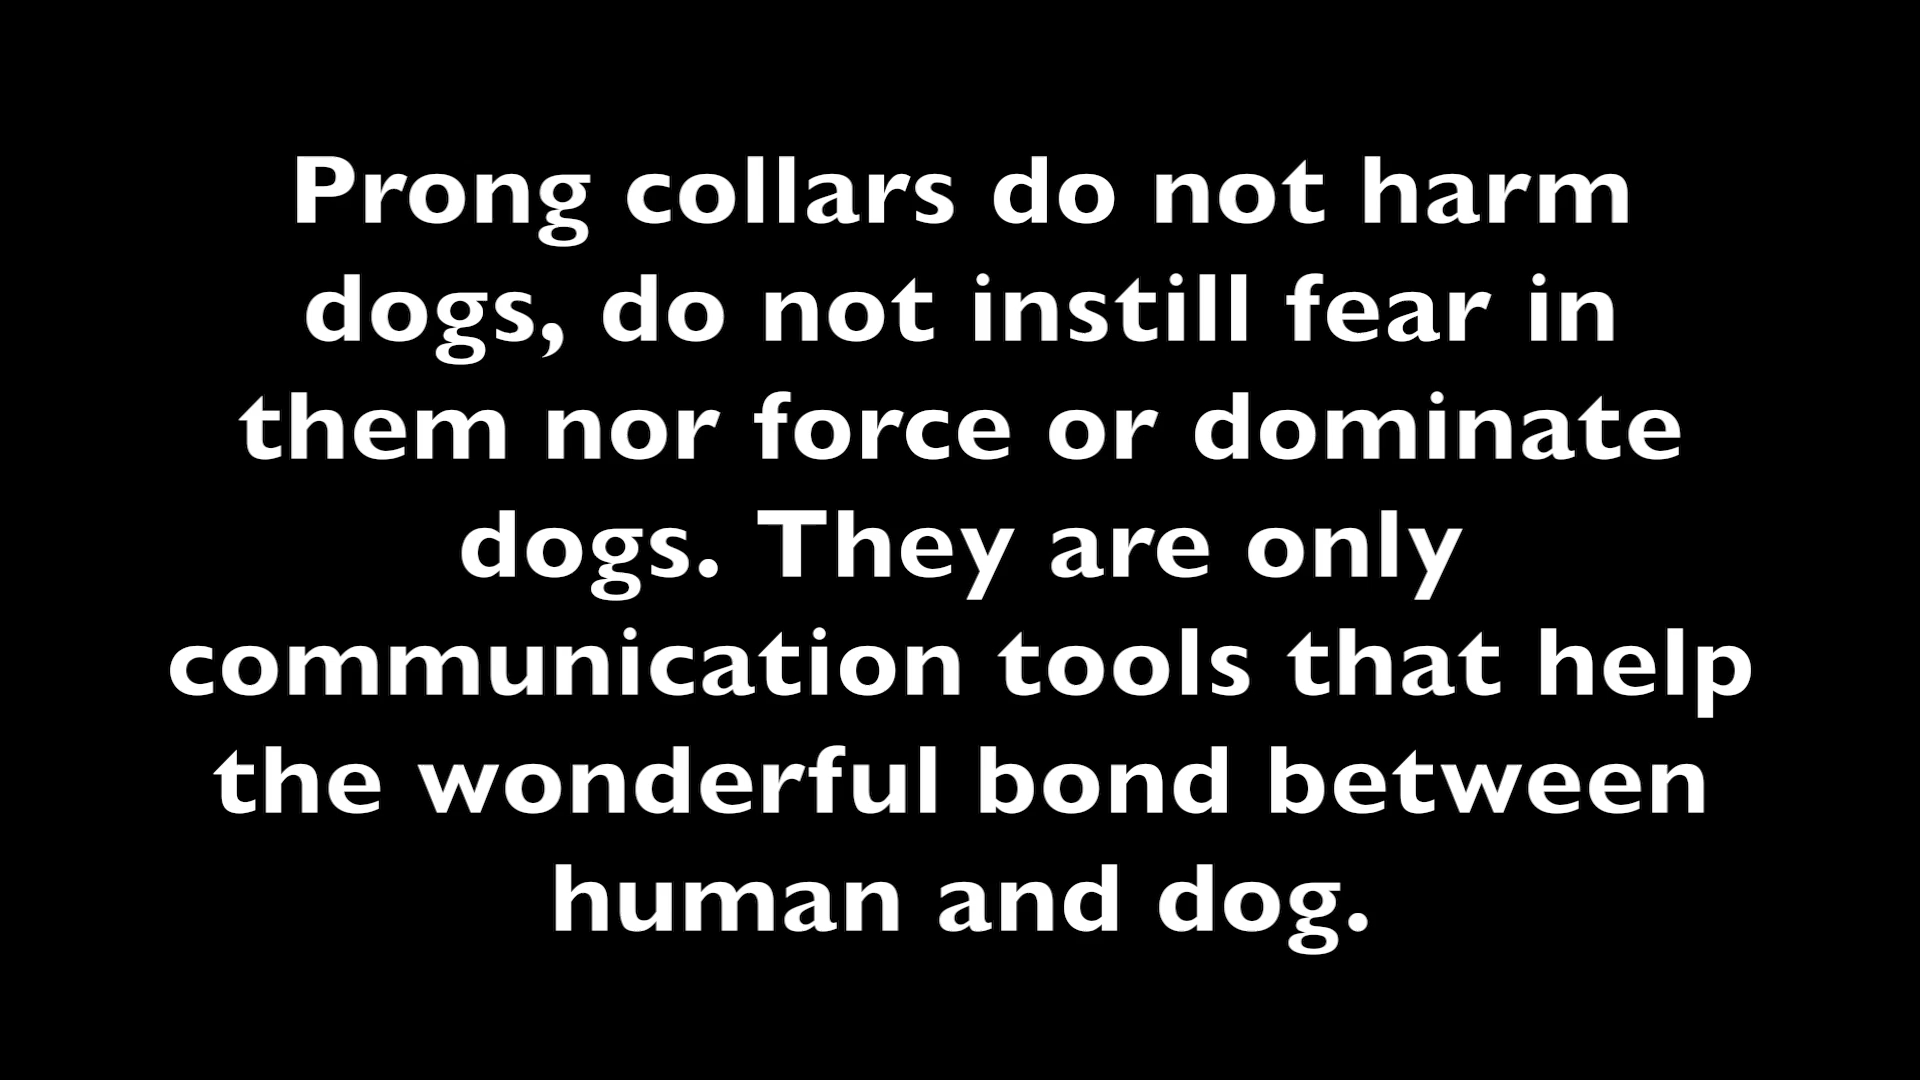 Prong collars do not harm
dogs, do not instill fear in
them nor force or dominate
dogs. They are only
communication tools that help
the wonderful bond between
human and dog.